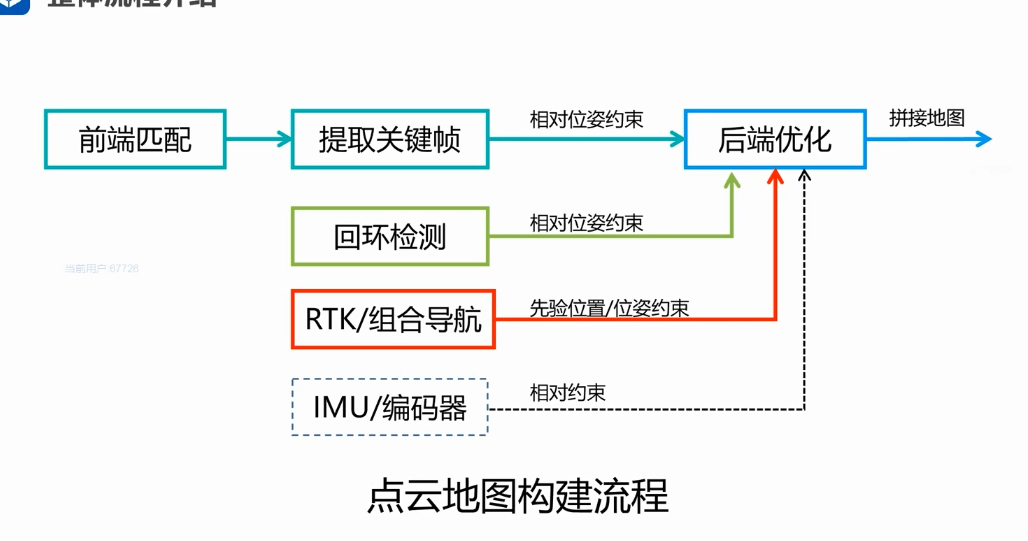 整体流程介绍
前端匹配
提取关键帧
相对位姿约束
后端优化
拼接地图
回环检测
相对位姿约束
当前用户:67726
RTK/组合导航
先验位置/位姿约束
IMU/编码器
相对约束
点云地图构建流程